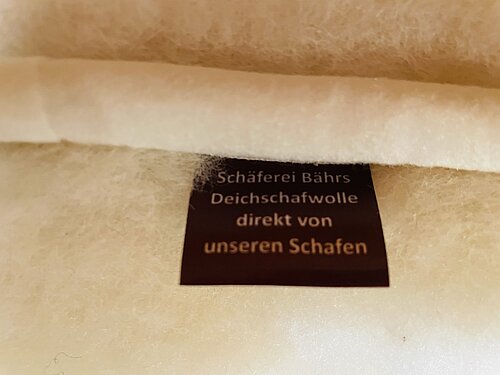 Schäferei Bährs
Deichschafwolle
direkt von
unseren Schafen